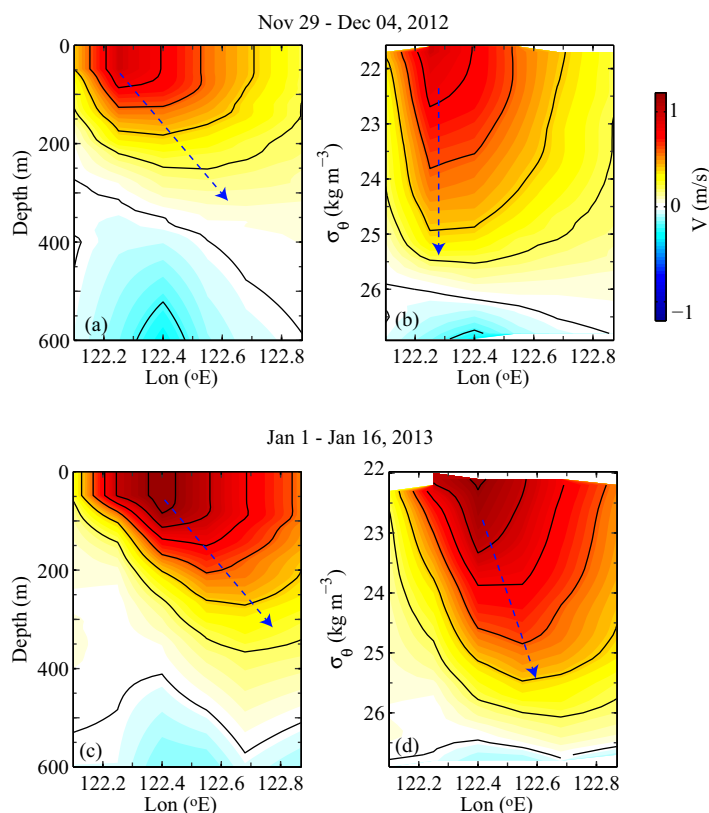 Nov 29 - Dec 04, 2012
0
200
400
600
Depth (m)
(a)
122.2 122.4 122.6 122.8
Lon (ºE)
22
23
24
25
26
σθ (kg m−3)
(b)
122.2 122.4 122.6 122.8
Lon (ºE)
1
0
−1
V (m/s)
Jan 1 - Jan 16, 2013
0
200
400
600
Depth (m)
(c)
122.2 122.4 122.6 122.8
Lon (ºE)
22
23
24
25
26
σθ (kg m−3)
(d)
122.2 122.4 122.6 122.8
Lon (ºE)